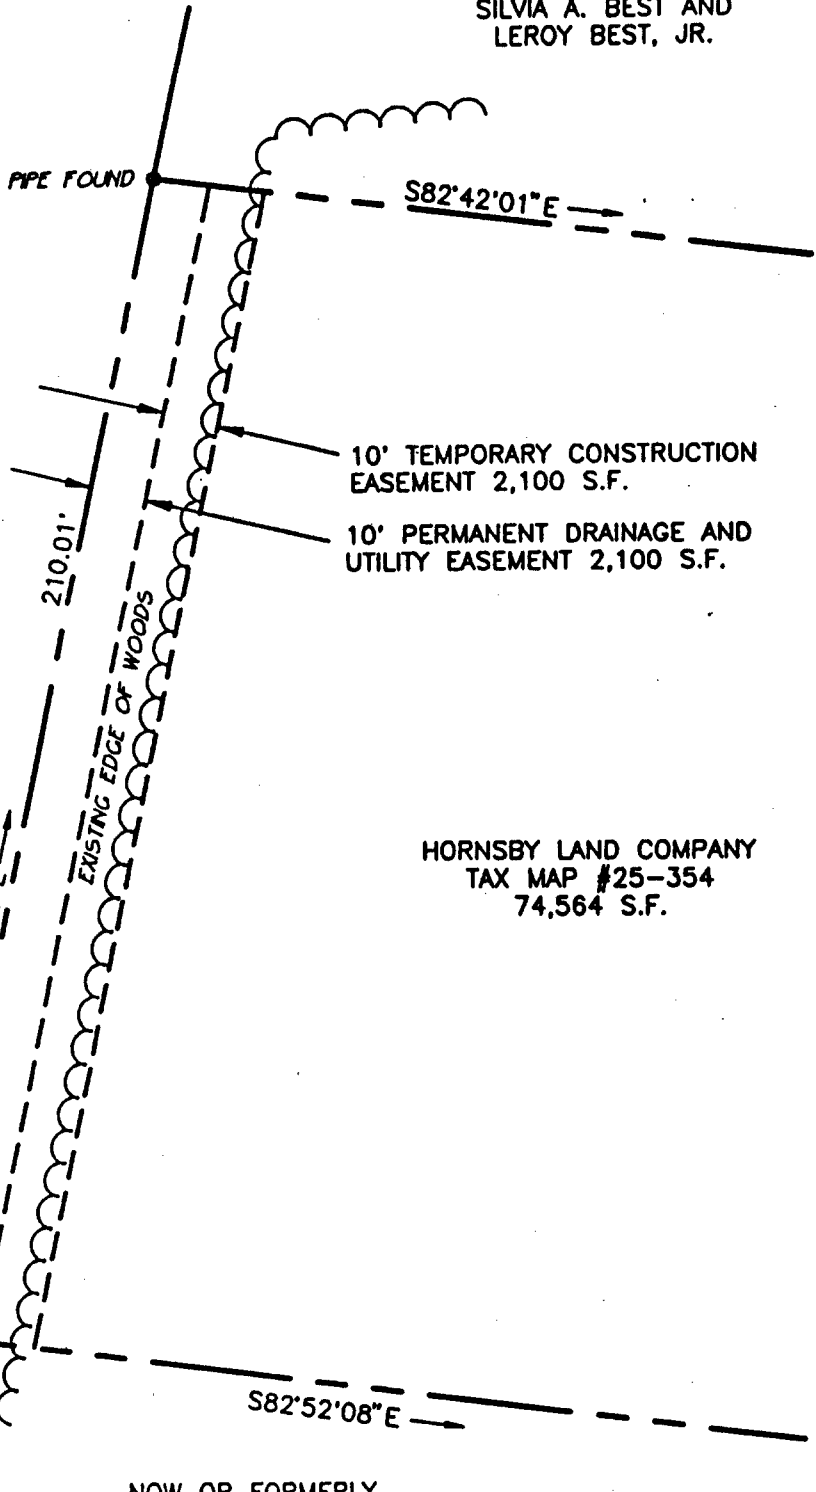 SILVIA A. BEST AND
LEROY BEST, JR.
PIPE FOUND
S82°42'01"E
10' TEMPORARY CONSTRUCTION
EASEMENT 2,100 S.F.
10' PERMANENT DRAINAGE AND
UTILITY EASEMENT 2,100 S.F.
210.01'
EXISTING EDGE OF WOODS
HORNSBY LAND COMPANY
TAX MAP #25-354
74,564 S.F.
S82°52'08"E
NOW OR FORMERLY